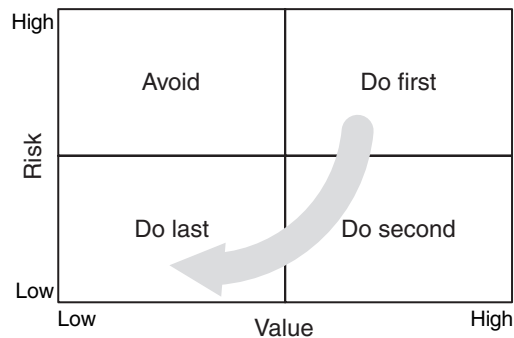 High
Avoid
Do first
Risk
Do last
Do second
Low
Low
Value
High